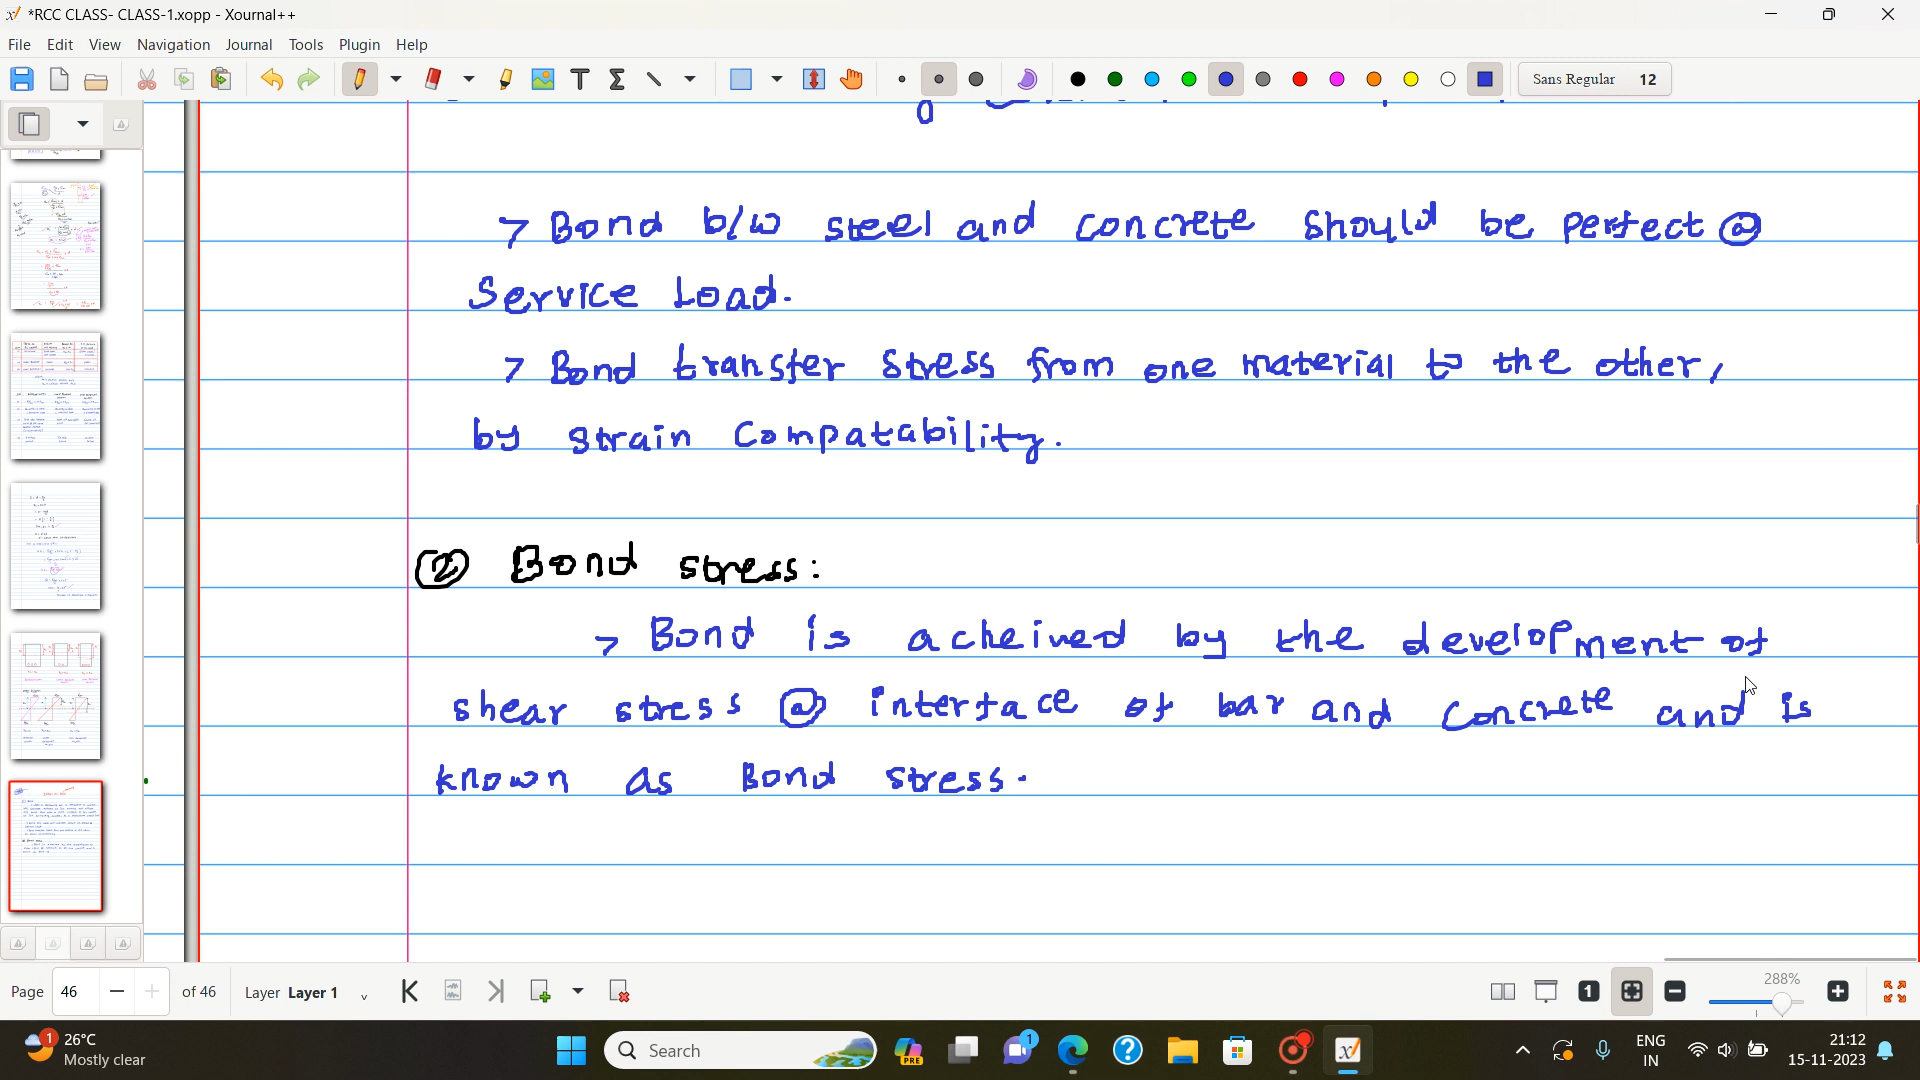 *RCC CLASS- CLASS-1.xopp - Xournal++
File Edit View Navigation Journal Tools Plugin Help
Sans Regular 12
> Bond b/w steel and concrete should be perfect @
Service Load.
> Bond transfer stress from one material to the other,
by strain Compatability.
② Bond stress:
> Bond is acheived by the development of
shear stress @ interface of bar and concrete and is
known as Bond stress.
Page 46 of 46 Layer Layer 1 288%
26°C
Mostly clear
Search
ENG
IN
21:12
15-11-2023